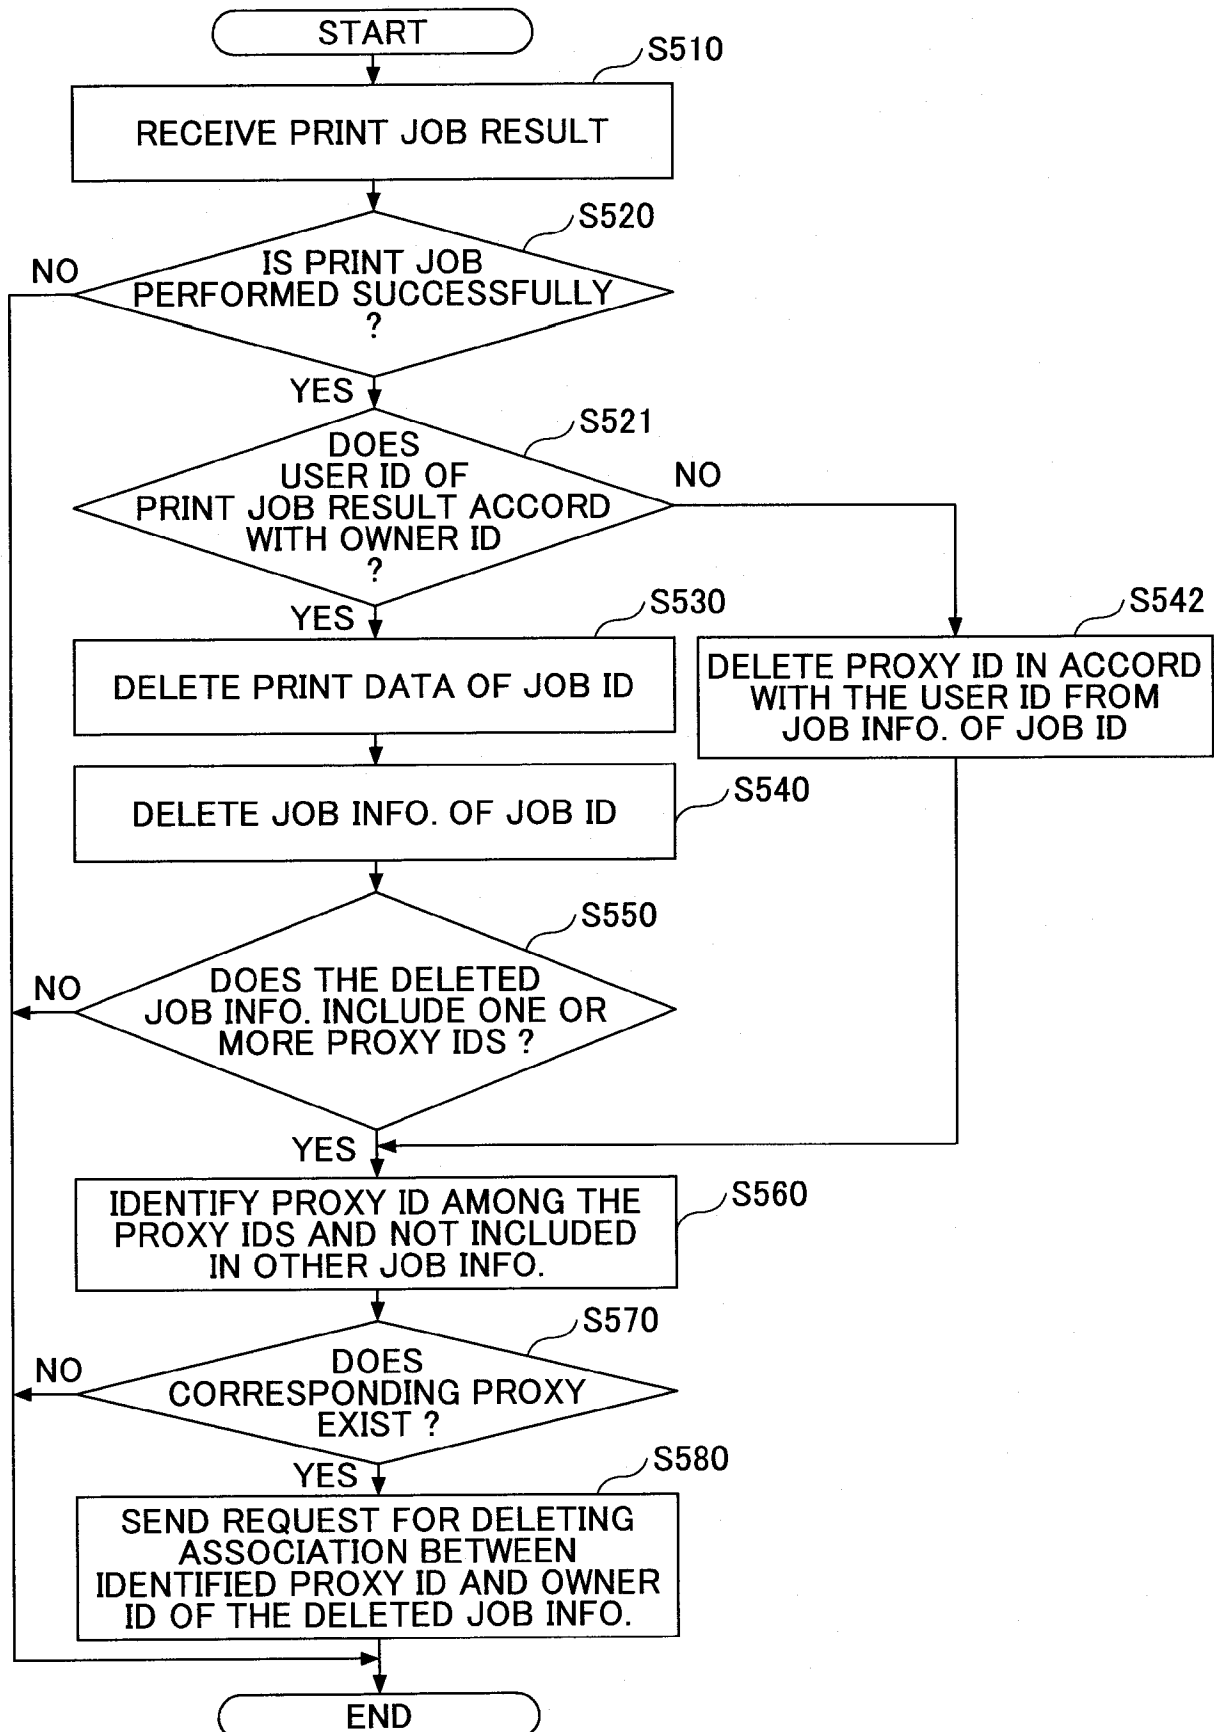 START
S510
RECEIVE PRINT JOB RESULT
S520
NO
IS PRINT JOB
PERFORMED SUCCESSFULLY
?
YES
S521
DOES
USER ID OF
PRINT JOB RESULT ACCORD
WITH OWNER ID
?
NO
YES
S530
DELETE PRINT DATA OF JOB ID
S542
DELETE PROXY ID IN ACCORD
WITH THE USER ID FROM
JOB INFO. OF JOB ID
S540
DELETE JOB INFO. OF JOB ID
S550
NO
DOES THE DELETED
JOB INFO. INCLUDE ONE OR
MORE PROXY IDS ?
YES
S560
IDENTIFY PROXY ID AMONG THE
PROXY IDS AND NOT INCLUDED
IN OTHER JOB INFO.
S570
NO
DOES
CORRESPONDING PROXY
EXIST ?
YES
S580
SEND REQUEST FOR DELETING
ASSOCIATION BETWEEN
IDENTIFIED PROXY ID AND OWNER
ID OF THE DELETED JOB INFO.
END